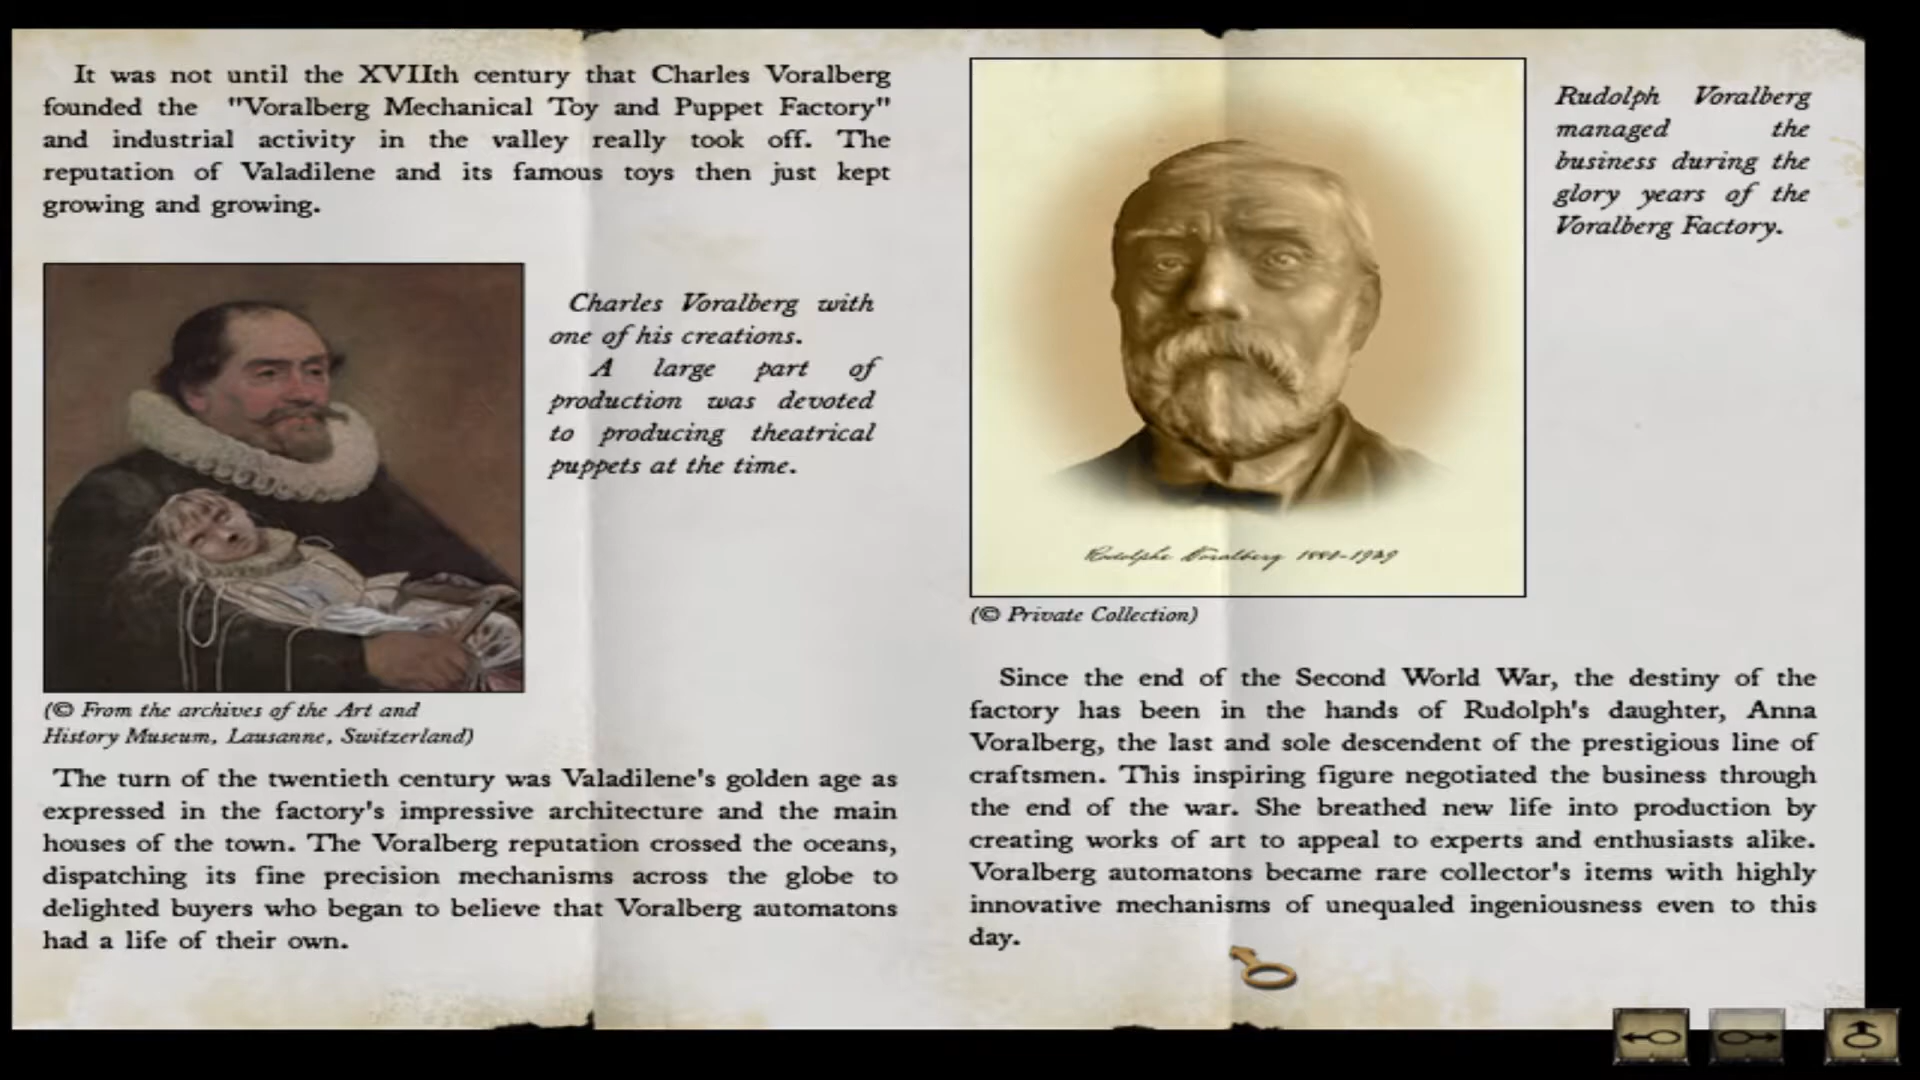 It was not until the XVIIth century that Charles Voralberg
founded the "Voralberg Mechanical Toy and Puppet Factory"
and industrial activity in the valley really took off. The
reputation of Valadilene and its famous toys then just kept
growing and growing.
Charles Voralberg with
one of his creations.
A large part of
production was devoted
to producing theatrical
puppets at the time.
(© From the archives of the Art and
History Museum, Lausanne, Switzerland)
The turn of the twentieth century was Valadilene's golden age as
expressed in the factory's impressive architecture and the main
houses of the town. The Voralberg reputation crossed the oceans,
dispatching its fine precision mechanisms across the globe to
delighted buyers who began to believe that Voralberg automatons
had a life of their own.
Rudolph Voralberg
managed the
business during the
glory years of the
Voralberg Factory.
Rudolphe Voralberg
(© Private Collection)
Since the end of the Second World War, the destiny of the
factory has been in the hands of Rudolph's daughter, Anna
Voralberg, the last and sole descendent of the prestigious line of
craftsmen. This inspiring figure negotiated the business through
the end of the war. She breathed new life into production by
creating works of art to appeal to experts and enthusiasts alike.
Voralberg automatons became rare collector's items with highly
innovative mechanisms of unequaled ingeniousness even to this
day.